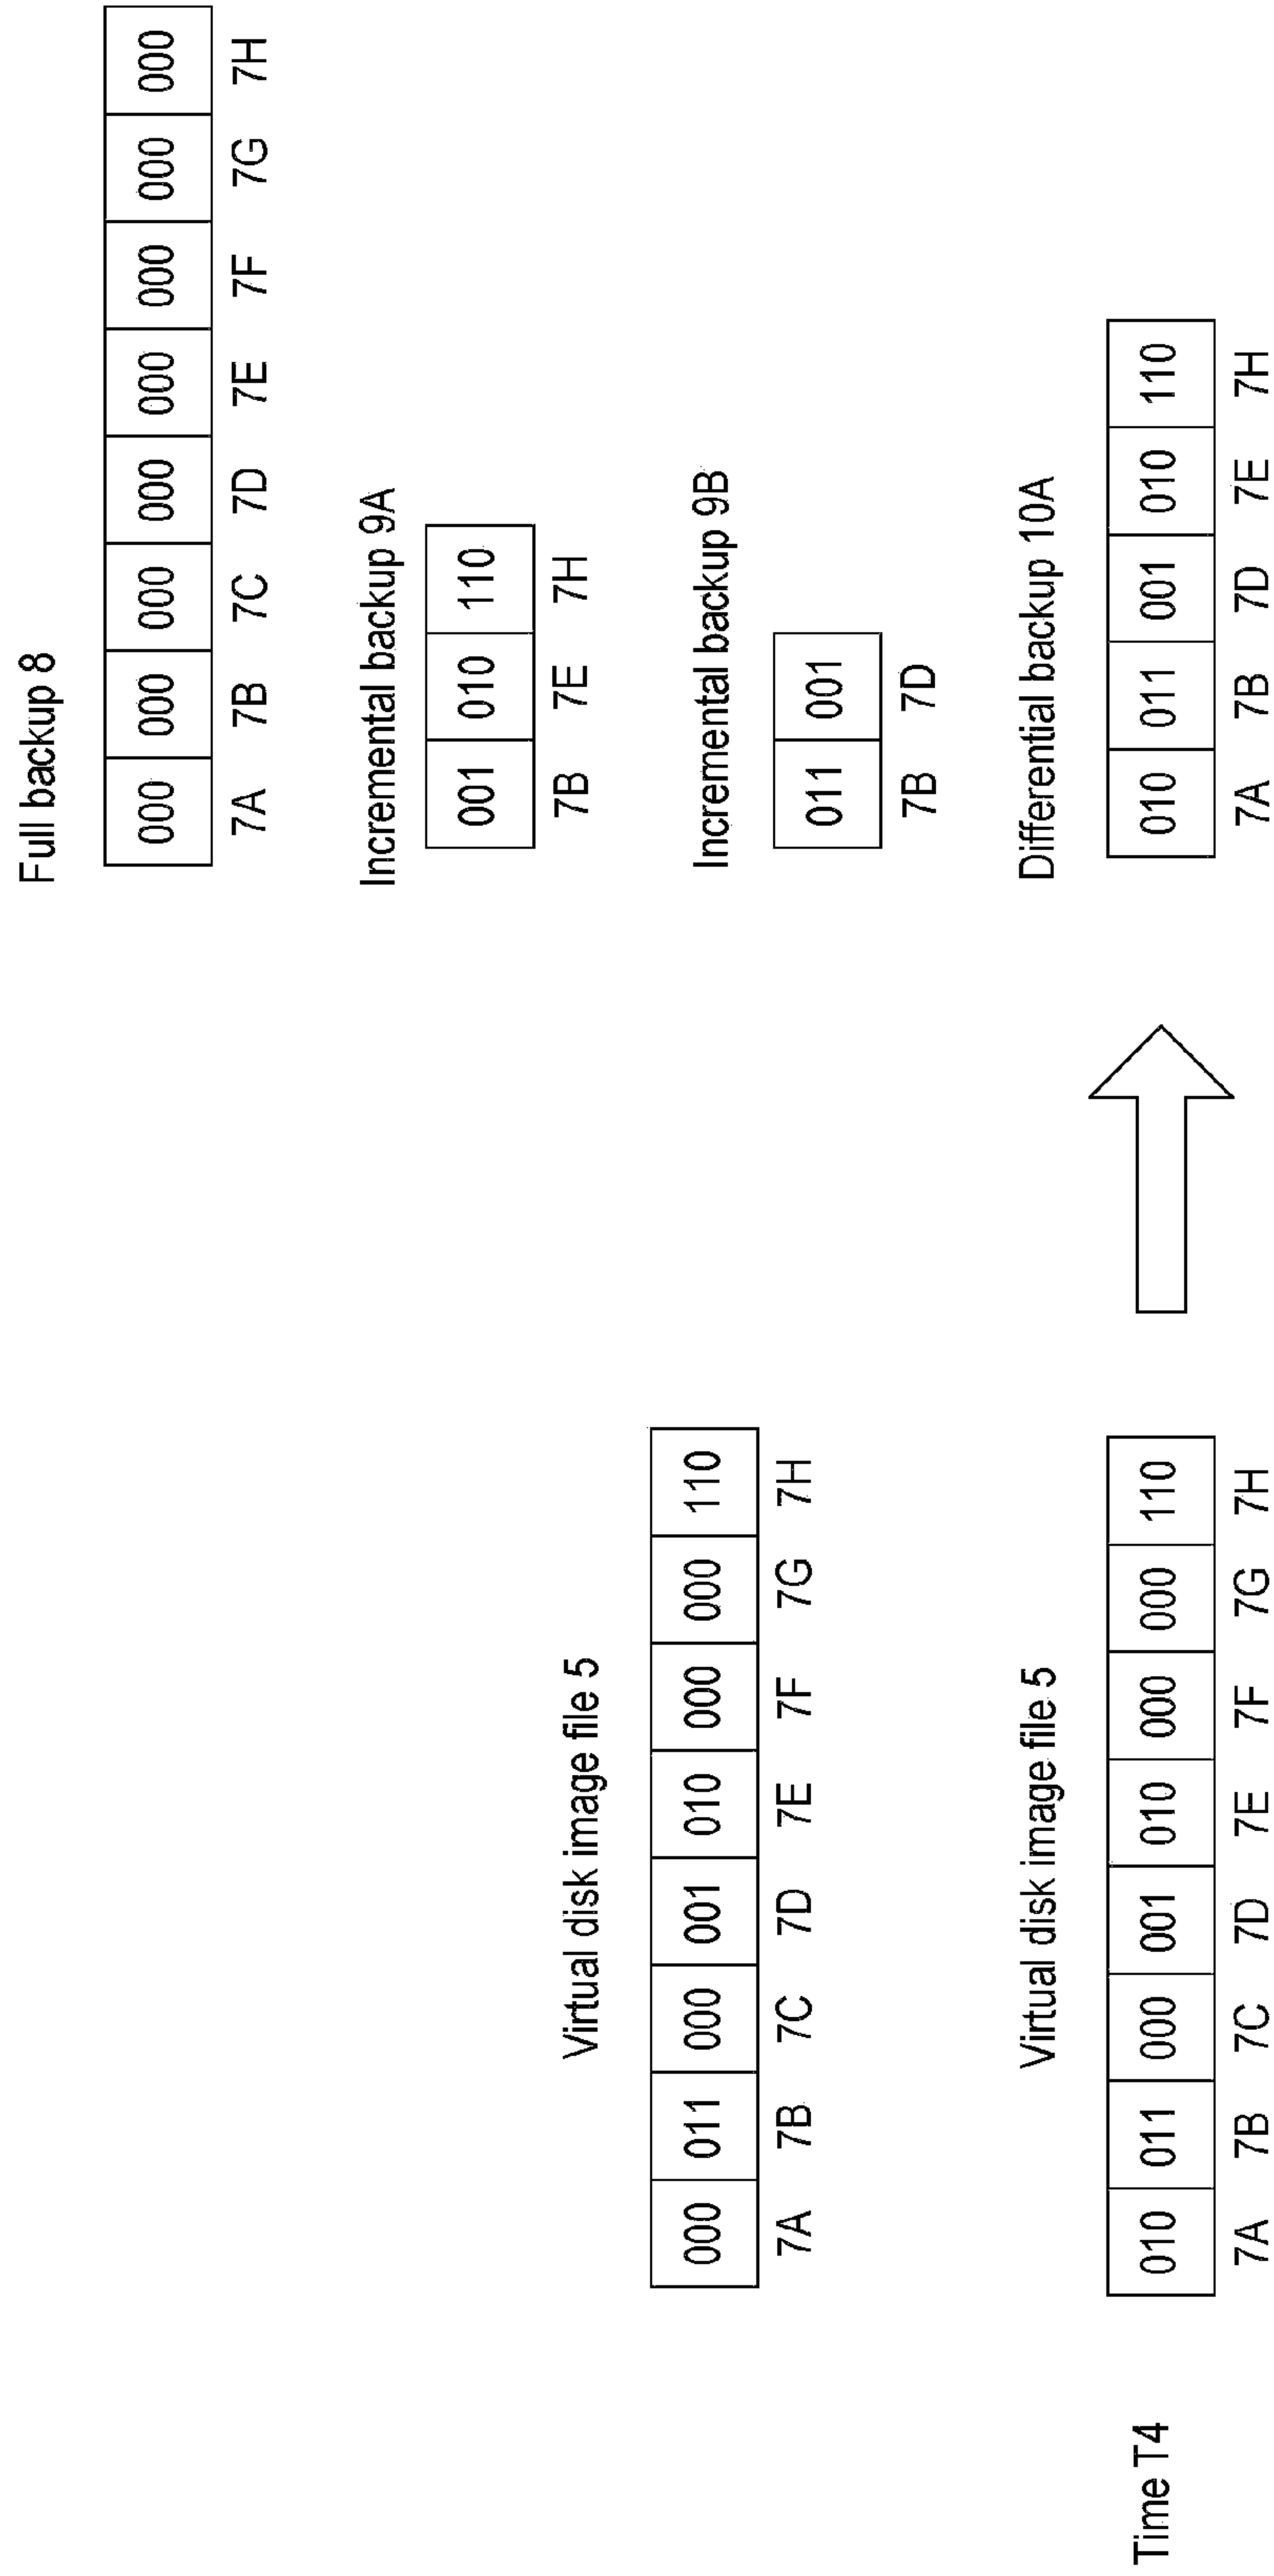 Full backup 8
000 000 000 000 000 000 000 000
7A 7B 7C 7D 7E 7F 7G 7H
Incremental backup 9A
001 010 110
7B 7E 7H
Virtual disk image file 5
000 011 000 001 010 000 000 110
7A 7B 7C 7D 7E 7F 7G 7H
Incremental backup 9B
011 001
7B 7D
Time T4
Virtual disk image file 5
010 011 000 001 010 000 000 110
7A 7B 7C 7D 7E 7F 7G 7H
Differential backup 10A
010 011 001 010 110
7A 7B 7D 7E 7H